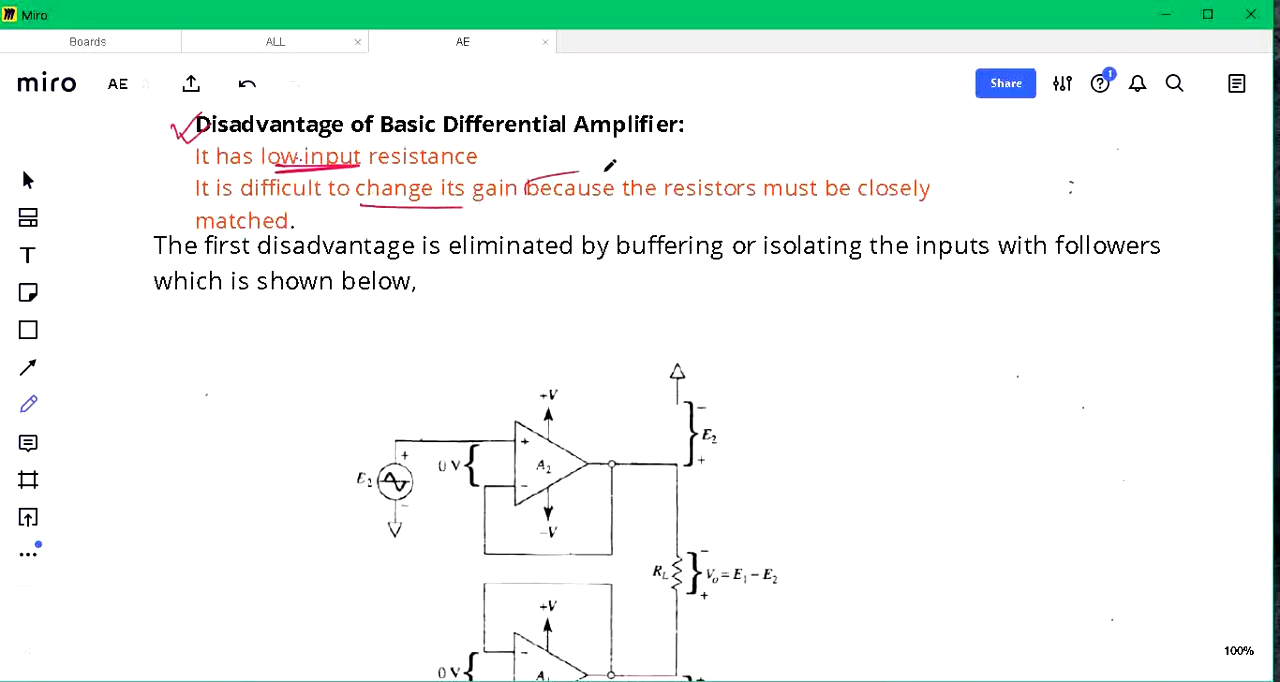 Miro
Boards ALL AE
miro AE Share 1
Disadvantage of Basic Differential Amplifier:
It has low input resistance
It is difficult to change its gain because the resistors must be closely
matched.
The first disadvantage is eliminated by buffering or isolating the inputs with followers
which is shown below,
+V
− E2 +
+ A2 −
0 V
E2 + −
−V
RL − Vo = E1 − E2 +
+V
−
0 V
100%